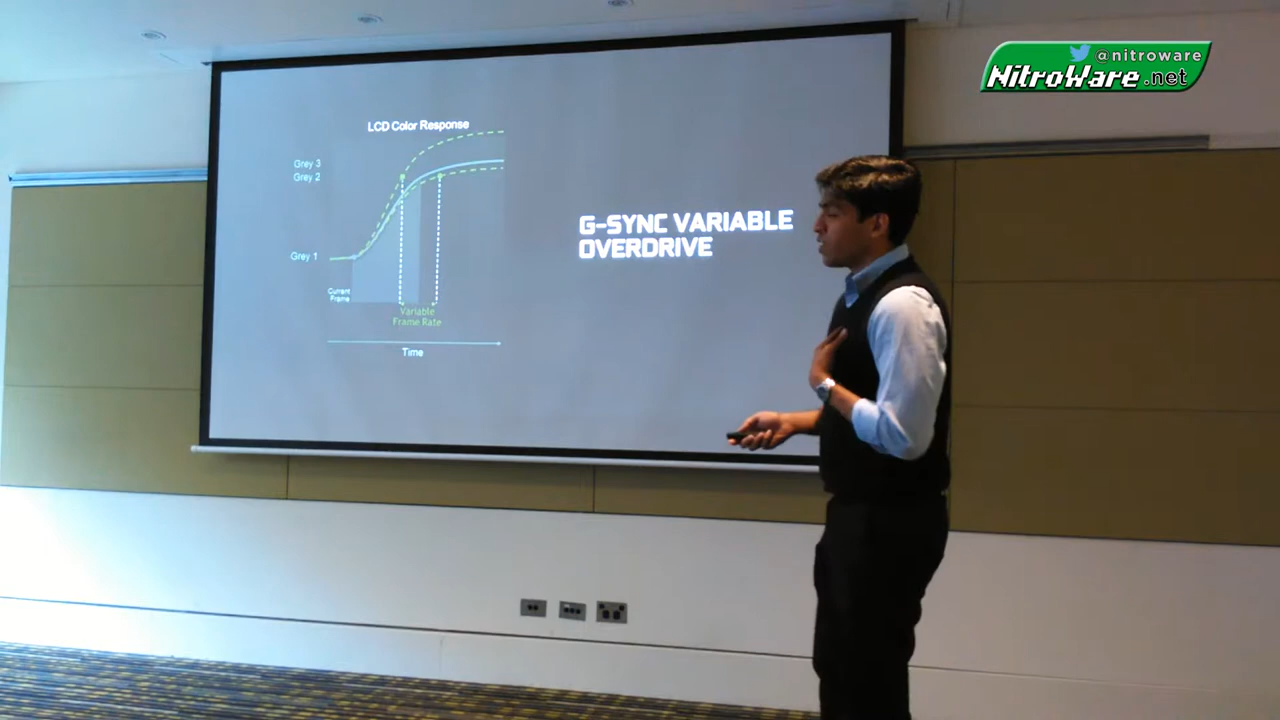 @nitroware
NitroWare.net
LCD Color Response
Grey 3
Grey 2
Grey 1
Current
Frame
Variable
Frame Rate
Time
G-SYNC VARIABLE
OVERDRIVE